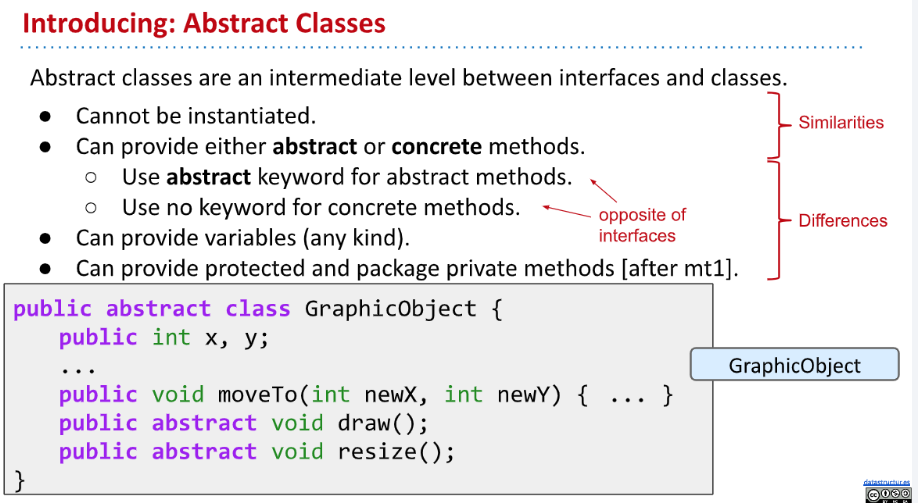 Introducing: Abstract Classes
Abstract classes are an intermediate level between interfaces and classes.
● Cannot be instantiated.
● Can provide either abstract or concrete methods.
○ Use abstract keyword for abstract methods.
○ Use no keyword for concrete methods.
● Can provide variables (any kind).
● Can provide protected and package private methods [after mt1].
Similarities
opposite of
interfaces
Differences
public abstract class GraphicObject {
public int x, y;
...
public void moveTo(int newX, int newY) { ... }
public abstract void draw();
public abstract void resize();
}
GraphicObject
datastructur.es